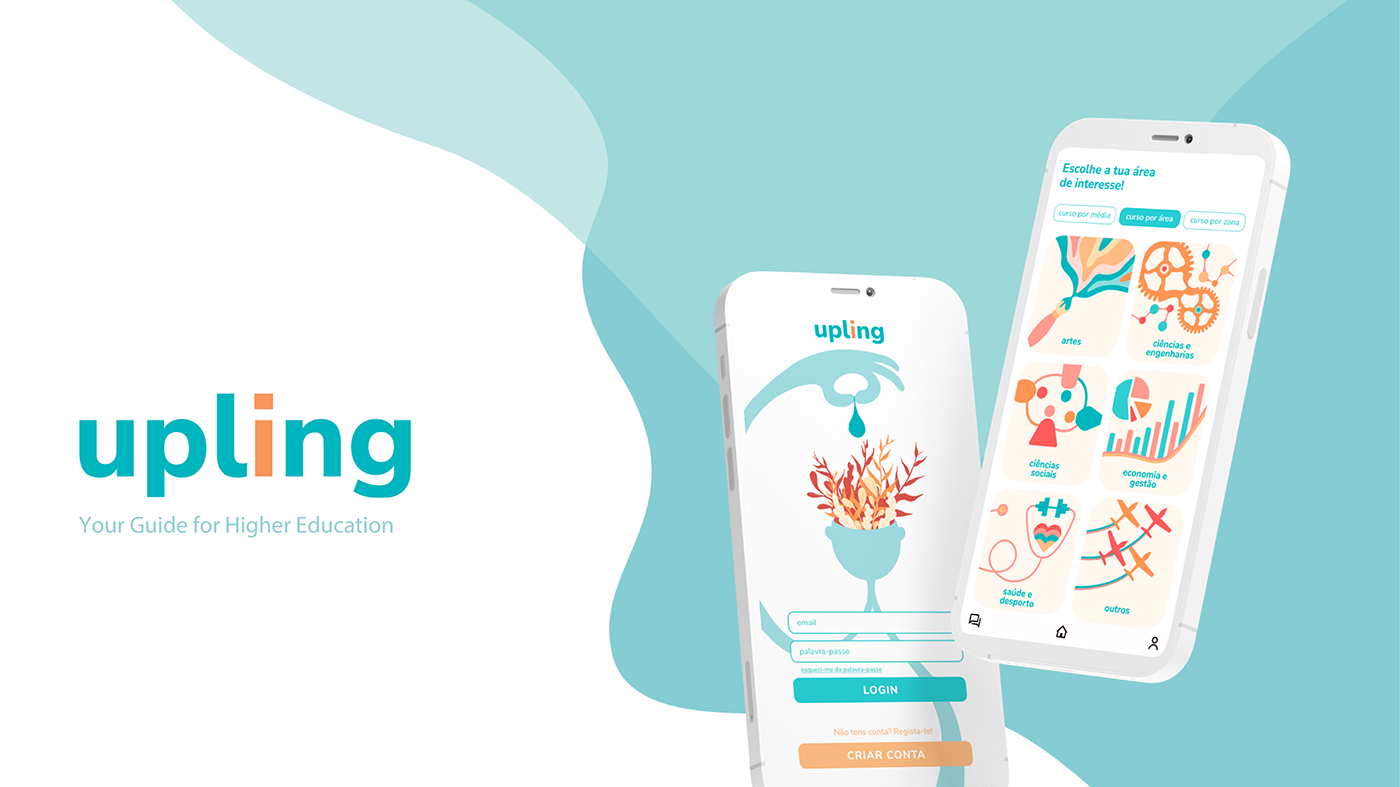 upling
Your Guide for Higher Education
upling
email
palavra-passe
esqueci-me da palavra-passe
LOGIN
Não tens conta? Regista-te!
CRIAR CONTA
Escolhe a tua área
de interesse!
curso por média
curso por área
curso por zona
artes
ciências e
engenharias
ciências
sociais
economia e
gestão
saúde e
desporto
outros